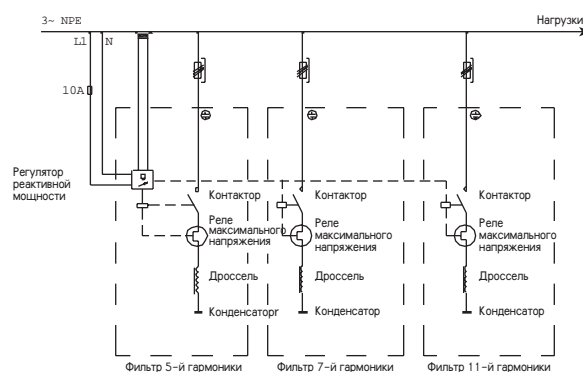 3~ NPE
Нагрузки
L1
N
10A
Регулятор
реактивной
мощности
Контактор
Реле
максимального
напряжения
Дроссель
Конденсаторr
Контактор
Реле
максимального
напряжения
Дроссель
Конденсатор
Контактор
Реле
максимального
напряжения
Дроссель
Конденсатор
Фильтр 5-й гармоники
Фильтр 7-й гармоники
Фильтр 11-й гармоники